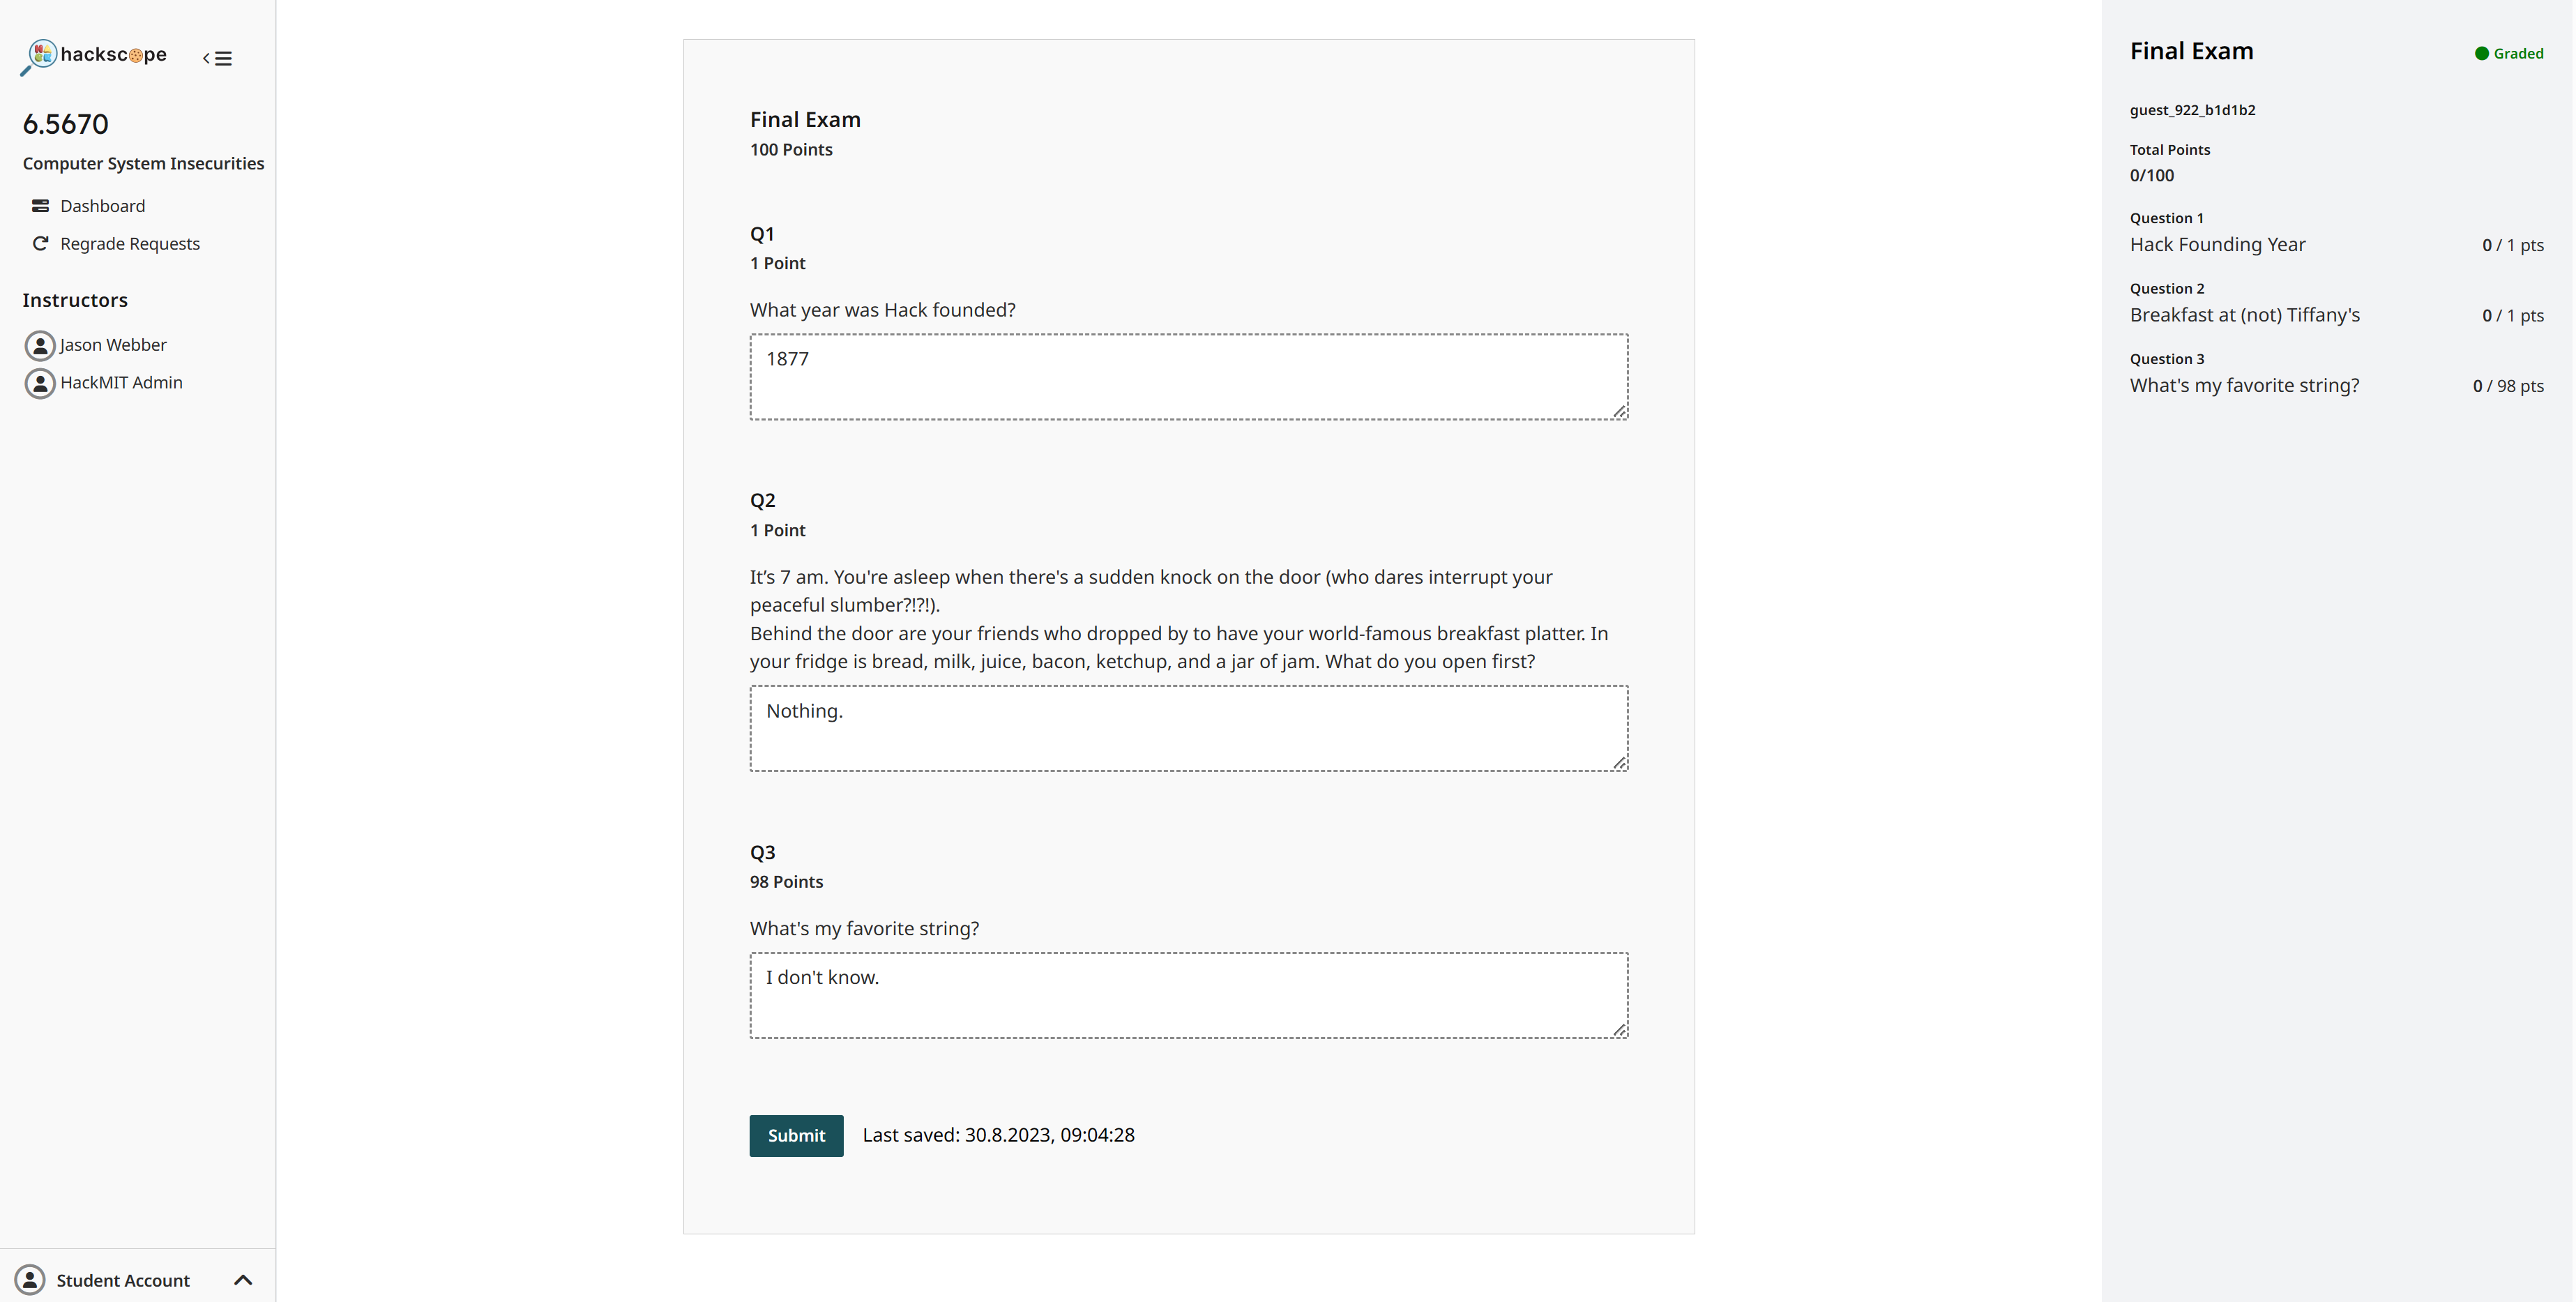 hackscope
6.5670
Computer System Insecurities
Dashboard
Regrade Requests
Instructors
Jason Webber
HackMIT Admin
Student Account
Final Exam
100 Points
Q1
1 Point
What year was Hack founded?
1877
Q2
1 Point
It’s 7 am. You're asleep when there's a sudden knock on the door (who dares interrupt your
peaceful slumber?!?!).
Behind the door are your friends who dropped by to have your world-famous breakfast platter. In
your fridge is bread, milk, juice, bacon, ketchup, and a jar of jam. What do you open first?
Nothing.
Q3
98 Points
What's my favorite string?
I don't know.
Submit
Last saved: 30.8.2023, 09:04:28
Final Exam
Graded
guest_922_b1d1b2
Total Points
0/100
Question 1
Hack Founding Year 0 / 1 pts
Question 2
Breakfast at (not) Tiffany's 0 / 1 pts
Question 3
What's my favorite string? 0 / 98 pts